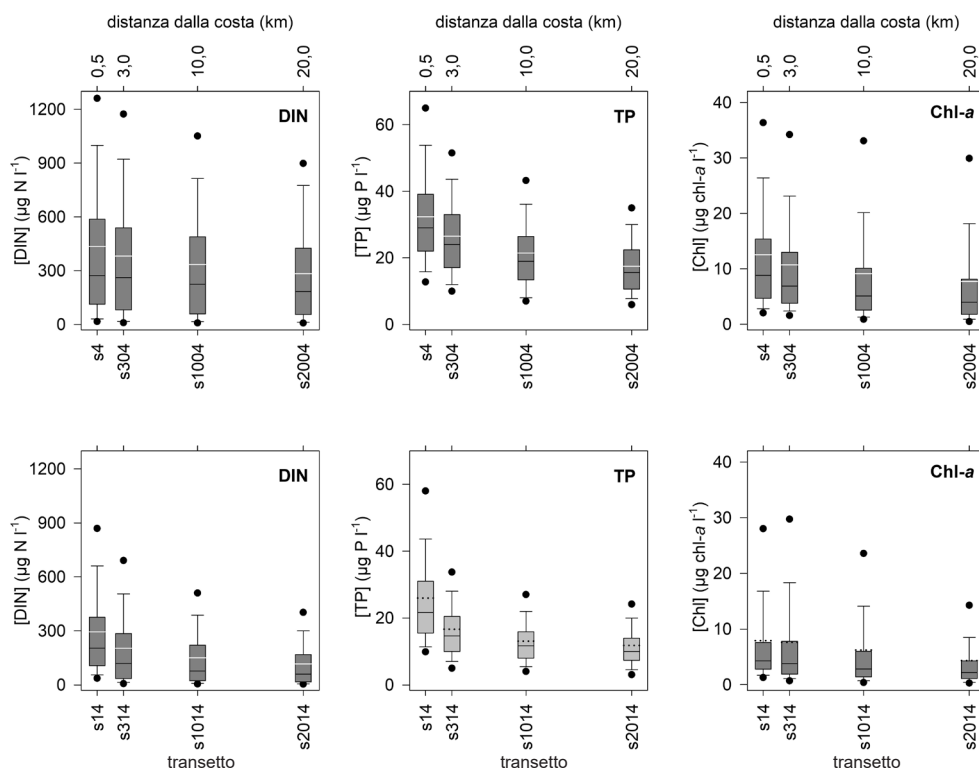 distanza dalla costa (km) distanza dalla costa (km) distanza dalla costa (km)
0,5 3,0 10,0 20,0 0,5 3,0 10,0 20,0 0,5 3,0 10,0 20,0
DIN
[DIN] (µg N l⁻¹)
1200
900
600
300
0
s4 s304 s1004 s2004
TP
[TP] (µg P l⁻¹)
60
40
20
0
s4 s304 s1004 s2004
Chl-a
[Chl] (µg chl-a l⁻¹)
40
30
20
10
0
s4 s304 s1004 s2004
DIN
[DIN] (µg N l⁻¹)
1200
900
600
300
0
s14 s314 s1014 s2014
transetto
TP
[TP] (µg P l⁻¹)
60
40
20
0
s14 s314 s1014 s2014
transetto
Chl-a
[Chl] (µg chl-a l⁻¹)
40
30
20
10
0
s14 s314 s1014 s2014
transetto